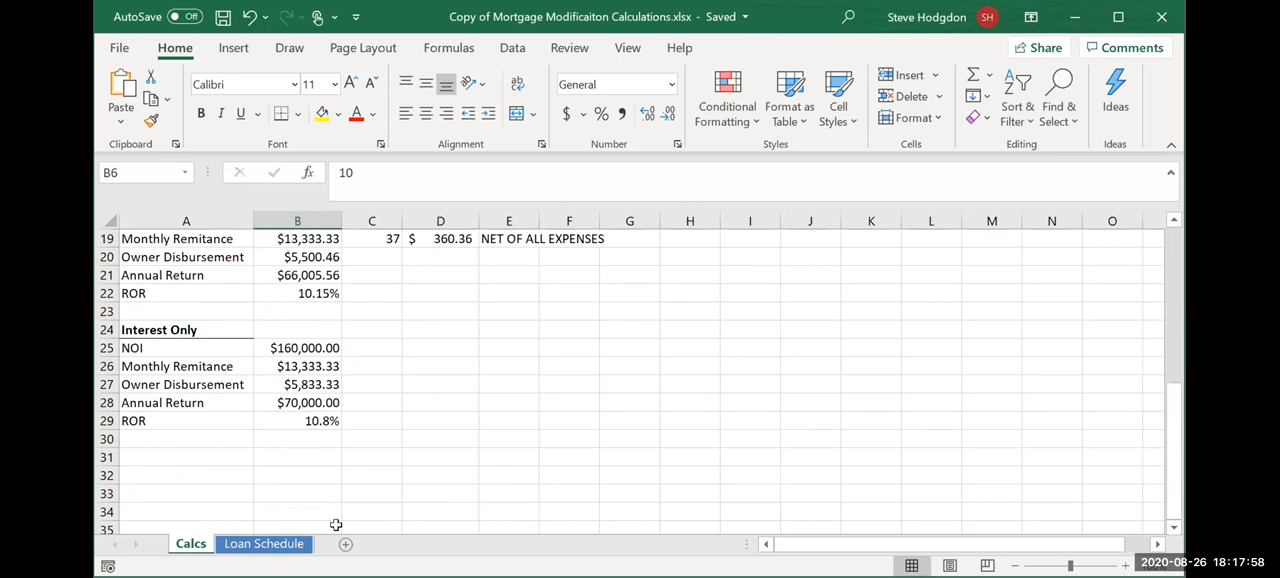 AutoSave Off Copy of Mortgage Modificaiton Calculations.xlsx - Saved Steve Hodgdon SH
File Home Insert Draw Page Layout Formulas Data Review View Help Share Comments
Calibri 11 General Insert
Paste B I U $ % Conditional Formatting Format as Table Cell Styles Delete Format Sort & Filter Find & Select Ideas
Clipboard Font Alignment Number Styles Cells Editing Ideas
B6 fx 10
A B C D E F G H I J K L M N O
19 Monthly Remitance $13,333.33 37 $ 360.36 NET OF ALL EXPENSES
20 Owner Disbursement $5,500.46
21 Annual Return $66,005.56
22 ROR 10.15%
23
24 Interest Only
25 NOI $160,000.00
26 Monthly Remitance $13,333.33
27 Owner Disbursement $5,833.33
28 Annual Return $70,000.00
29 ROR 10.8%
30
31
32
33
34
35
Calcs Loan Schedule
2020-08-26 18:17:58